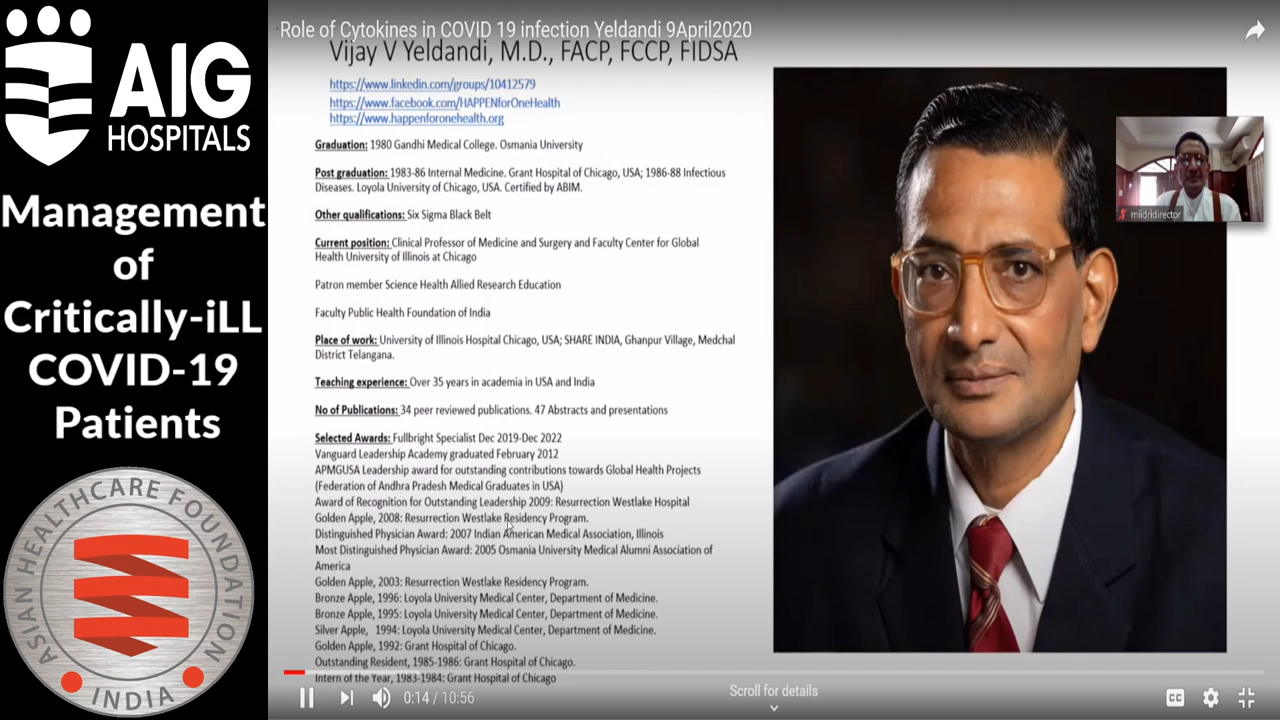 AIG
HOSPITALS
Management
of
Critically-iLL
COVID-19
Patients
ASIAN HEALTHCARE FOUNDATION
INDIA
Role of Cytokines in COVID 19 infection Yeldandi 9April2020
Vijay V Yeldandi, M.D., FACP, FCCP, FIDSA
https://www.linkedin.com/groups/10412579
https://www.facebook.com/HAPPENforOneHealth
https://www.happenforonehealth.org
Graduation: 1980 Gandhi Medical College. Osmania University
Post graduation: 1983-86 Internal Medicine. Grant Hospital of Chicago, USA; 1986-88 Infectious
Diseases. Loyola University of Chicago, USA. Certified by ABIM.
Other qualifications: Six Sigma Black Belt
Current position: Clinical Professor of Medicine and Surgery and Faculty Center for Global
Health University of Illinois at Chicago
Patron member Science Health Allied Research Education
Faculty Public Health Foundation of India
Place of work: University of Illinois Hospital Chicago, USA; SHARE INDIA, Ghanpur Village, Medchal
District Telangana.
Teaching experience: Over 35 years in academia in USA and India
No of Publications: 34 peer reviewed publications. 47 Abstracts and presentations
Selected Awards: Fullbright Specialist Dec 2019-Dec 2022
Vanguard Leadership Academy graduated February 2012
APMGUSA Leadership award for outstanding contributions towards Global Health Projects
(Federation of Andhra Pradesh Medical Graduates in USA)
Award of Recognition for Outstanding Leadership 2009: Resurrection Westlake Hospital
Golden Apple, 2008: Resurrection Westlake Residency Program.
Distinguished Physician Award: 2007 Indian American Medical Association, Illinois
Most Distinguished Physician Award: 2005 Osmania University Medical Alumni Association of
America
Golden Apple, 2003: Resurrection Westlake Residency Program.
Bronze Apple, 1996: Loyola University Medical Center, Department of Medicine.
Bronze Apple, 1995: Loyola University Medical Center, Department of Medicine.
Silver Apple, 1994: Loyola University Medical Center, Department of Medicine.
Golden Apple, 1992: Grant Hospital of Chicago.
Outstanding Resident, 1985-1986: Grant Hospital of Chicago.
Intern of the Year, 1983-1984: Grant Hospital of Chicago
miidridirector
0:14 / 10:56
Scroll for details
CC